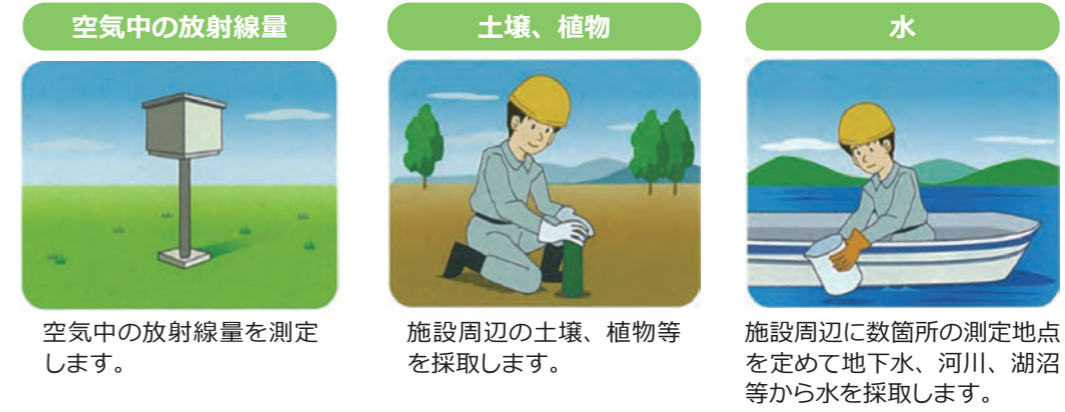 空気中の放射線量
空気中の放射線量を測定
します。
土壌、植物
施設周辺の土壌、植物等
を採取します。
水
施設周辺に数箇所の測定地点
を定めて地下水、河川、湖沼
等から水を採取します。